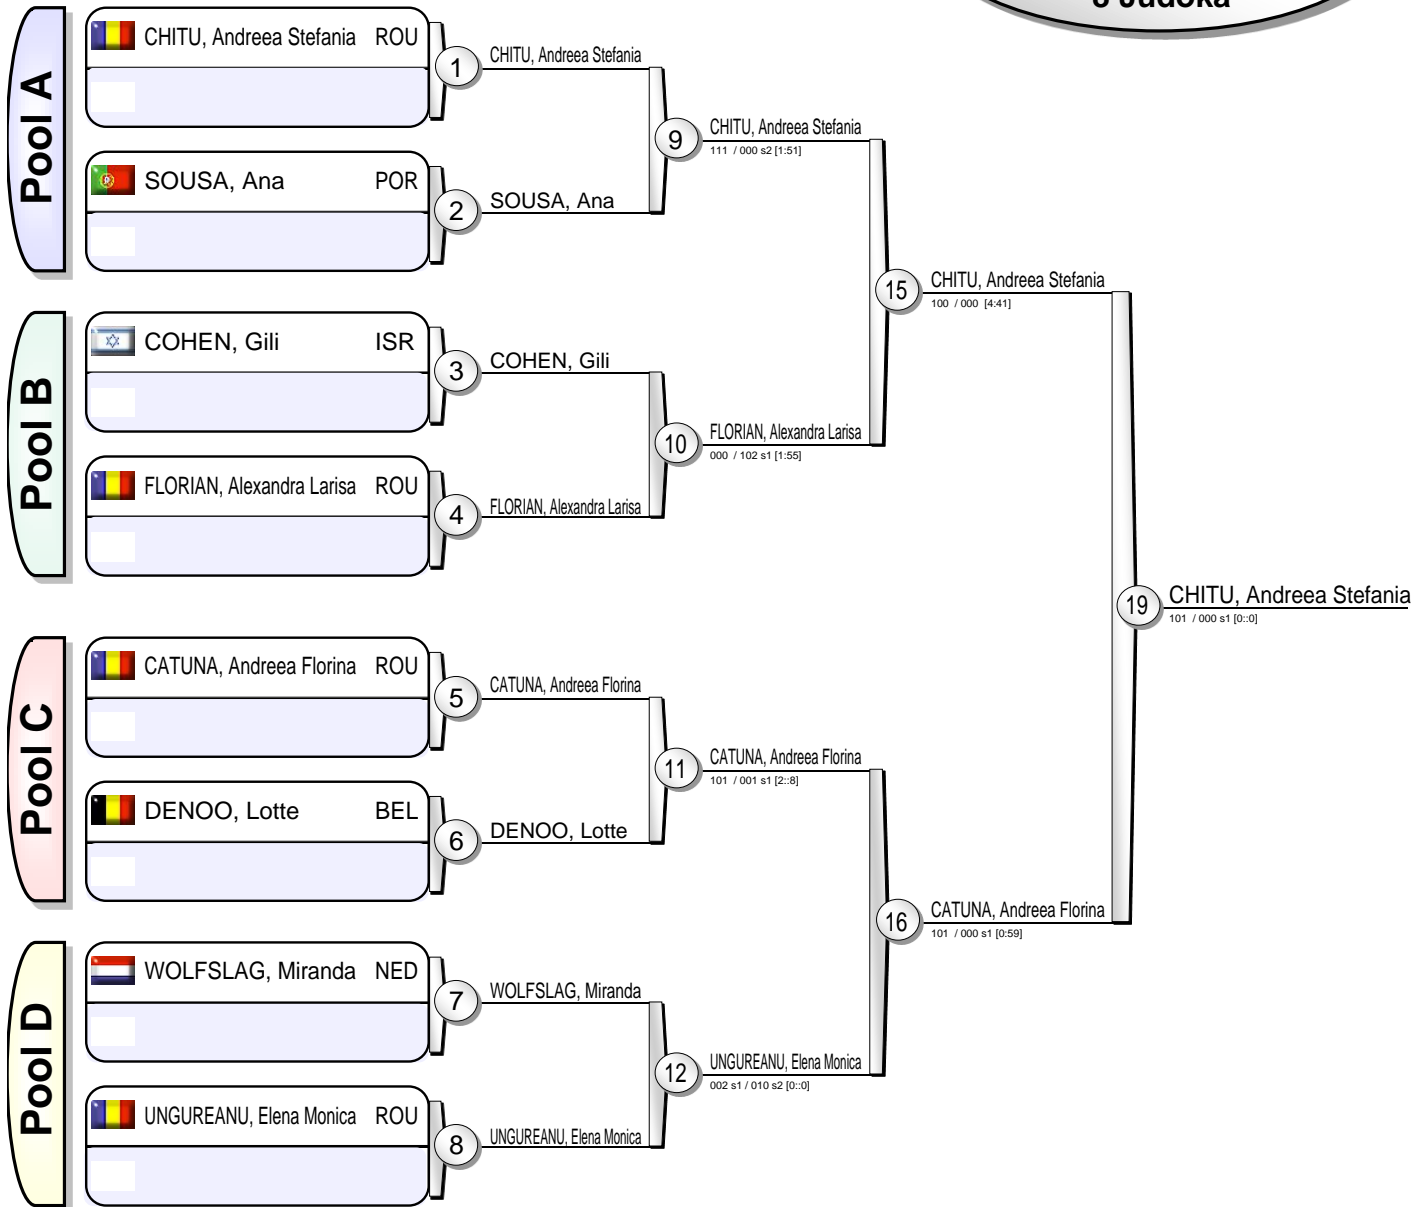 8 Judoka
Pool A
CHITU, Andreea Stefania ROU
SOUSA, Ana POR
1
CHITU, Andreea Stefania
2
SOUSA, Ana
9
CHITU, Andreea Stefania
111 / 000 s2 [1:51]
Pool B
COHEN, Gili ISR
FLORIAN, Alexandra Larisa ROU
3
COHEN, Gili
4
FLORIAN, Alexandra Larisa
10
FLORIAN, Alexandra Larisa
000 / 102 s1 [1:55]
15
CHITU, Andreea Stefania
100 / 000 [4:41]
Pool C
CATUNA, Andreea Florina ROU
DENOO, Lotte BEL
5
CATUNA, Andreea Florina
6
DENOO, Lotte
11
CATUNA, Andreea Florina
101 / 001 s1 [2::8]
Pool D
WOLFSLAG, Miranda NED
UNGUREANU, Elena Monica ROU
7
WOLFSLAG, Miranda
8
UNGUREANU, Elena Monica
12
UNGUREANU, Elena Monica
002 s1 / 010 s2 [0::0]
16
CATUNA, Andreea Florina
101 / 000 s1 [0:59]
19
CHITU, Andreea Stefania
101 / 000 s1 [0::0]